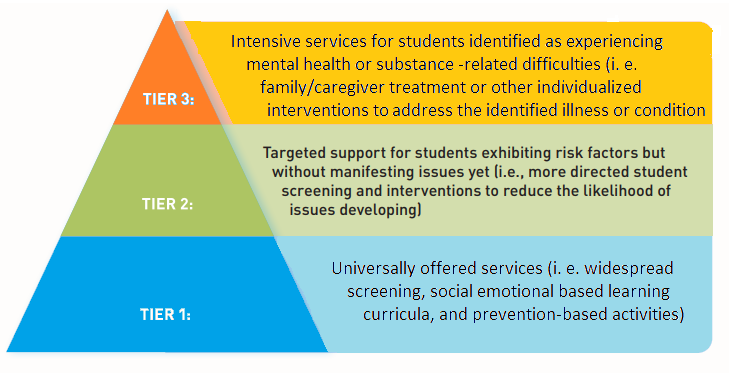 Intensive services for students identified as experiencing
mental health or substance -related difficulties (i. e.
family/caregiver treatment or other individualized
interventions to address the identified illness or condition
TIER 3:
Targeted support for students exhibiting risk factors but
without manifesting issues yet (i.e., more directed student
screening and interventions to reduce the likelihood of
issues developing)
TIER 2:
Universally offered services (i. e. widespread
screening, social emotional based learning
curricula, and prevention-based activities)
TIER 1: